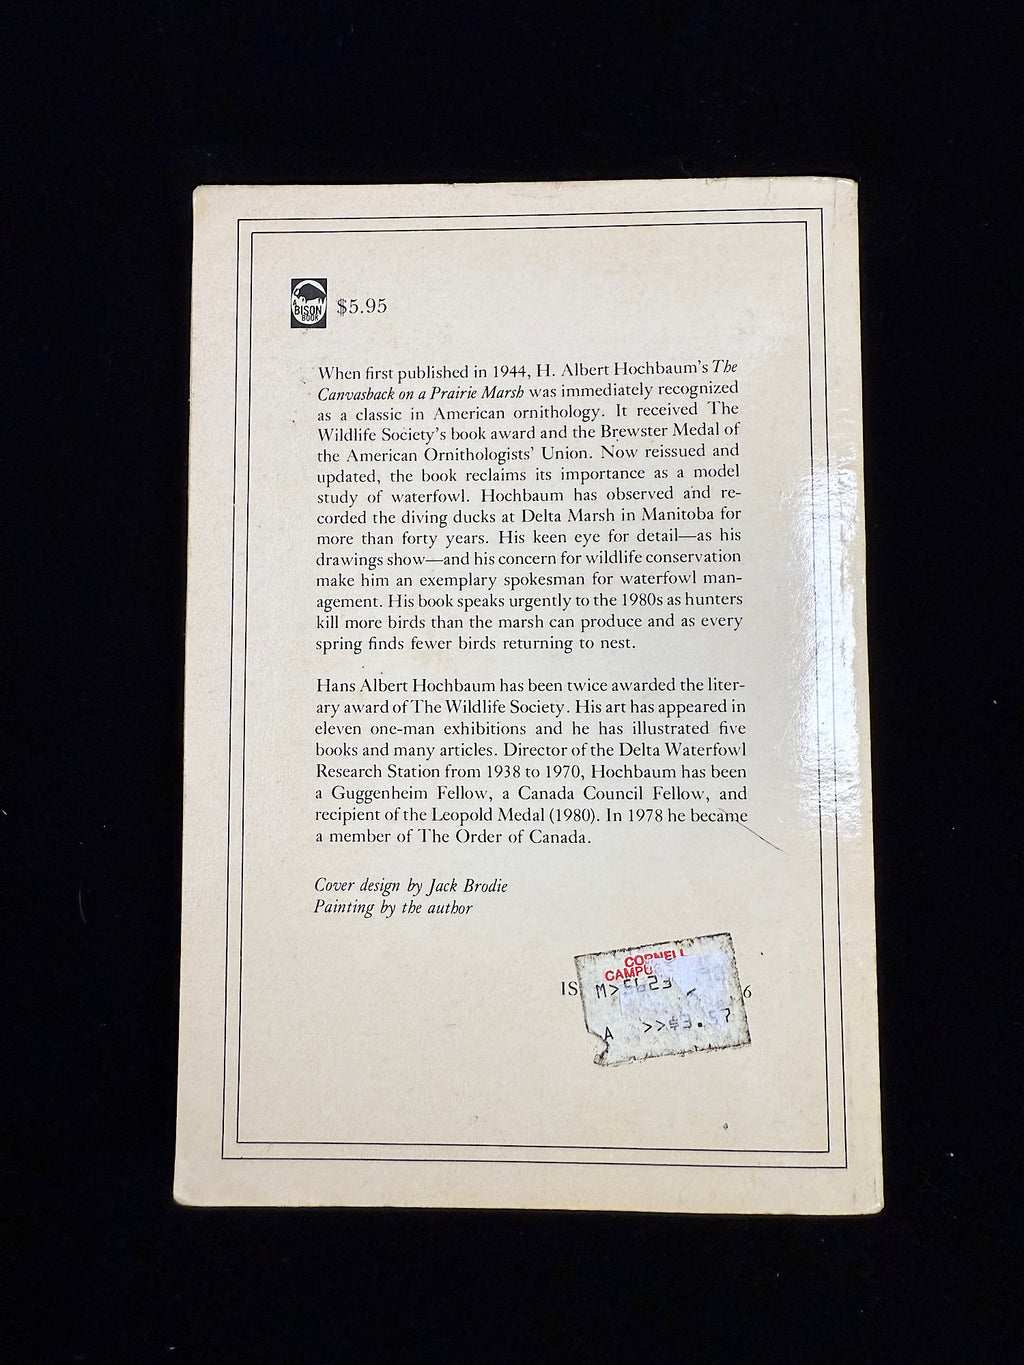 A
BISON
BOOK
$5.95
When first published in 1944, H. Albert Hochbaum's The
Canvasback on a Prairie Marsh was immediately recognized
as a classic in American ornithology. It received The
Wildlife Society's book award and the Brewster Medal of
the American Ornithologists' Union. Now reissued and
updated, the book reclaims its importance as a model
study of waterfowl. Hochbaum has observed and re-
corded the diving ducks at Delta Marsh in Manitoba for
more than forty years. His keen eye for detail—as his
drawings show—and his concern for wildlife conservation
make him an exemplary spokesman for waterfowl man-
agement. His book speaks urgently to the 1980s as hunters
kill more birds than the marsh can produce and as every
spring finds fewer birds returning to nest.
Hans Albert Hochbaum has been twice awarded the liter-
ary award of The Wildlife Society. His art has appeared in
eleven one-man exhibitions and he has illustrated five
books and many articles. Director of the Delta Waterfowl
Research Station from 1938 to 1970, Hochbaum has been
a Guggenheim Fellow, a Canada Council Fellow, and
recipient of the Leopold Medal (1980). In 1978 he became
a member of The Order of Canada.
Cover design by Jack Brodie
Painting by the author
CORNELL
IS 6
A